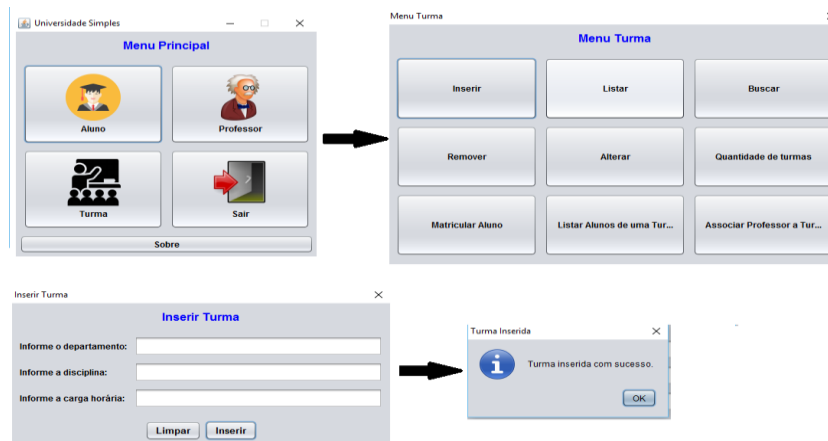 Universidade Simples
Menu Principal
Aluno
Professor
Turma
Sair
Sobre
Menu Turma
Menu Turma
Inserir
Listar
Buscar
Remover
Alterar
Quantidade de turmas
Matricular Aluno
Listar Alunos de uma Tur...
Associar Professor a Tur...
Inserir Turma
Inserir Turma
Informe o departamento:
Informe a disciplina:
Informe a carga horária:
Limpar
Inserir
Turma Inserida
Turma inserida com sucesso.
OK